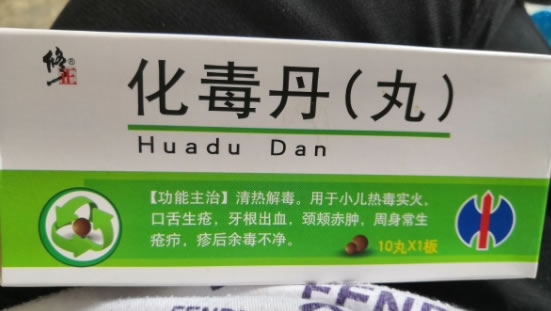 修正
化毒丹(丸)
Huadu Dan
【功能主治】清热解毒。用于小儿热毒实火,
口舌生疮,牙根出血,颈颊赤肿,周身常生
疮疖,疹后余毒不净。
10丸X1板
FENDI